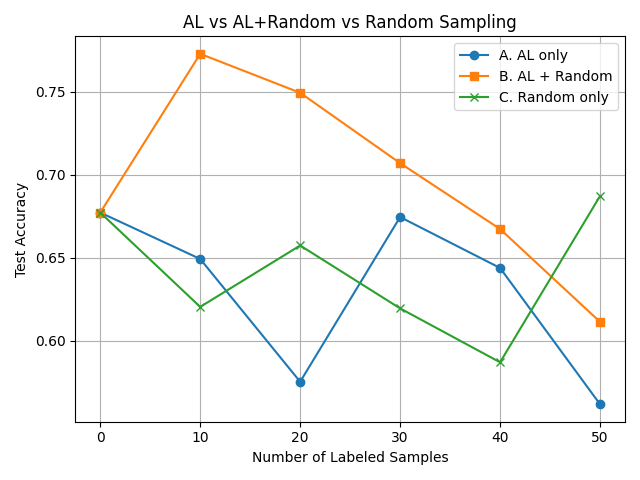 AL vs AL+Random vs Random Sampling
A. AL only
B. AL + Random
C. Random only
Test Accuracy
0.75
0.70
0.65
0.60
0 10 20 30 40 50
Number of Labeled Samples